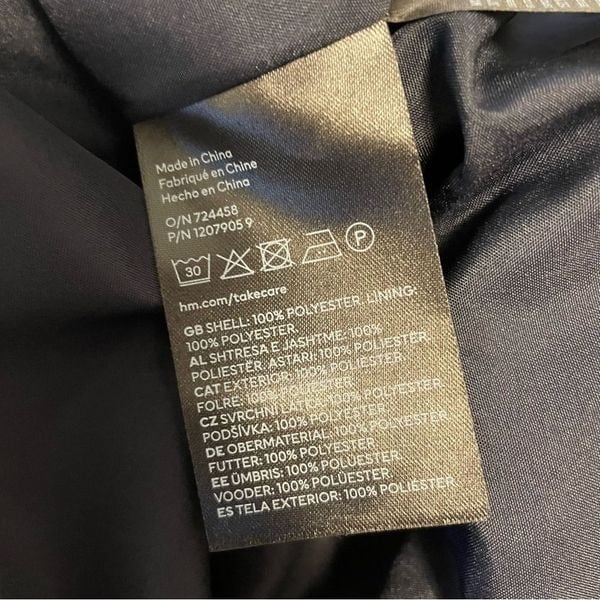 Made in China
Fabriqué en Chine
Hecho en China
O/N 724458
P/N 1207905 9
30
P
hm.com/takecare
GB SHELL: 100% POLYESTER. LINING:
100% POLYESTER.
AL SHTRESA E JASHTME: 100%
POLIESTËR. ASTARI: 100% POLIESTËR.
CAT EXTERIOR: 100% POLIÈSTER.
FOLRE: 100% POLIÈSTER.
CZ SVRCHNÍ LÁTKA: 100% POLYESTER.
PODŠÍVKA: 100% POLYESTER.
DE OBERMATERIAL: 100% POLYESTER.
FUTTER: 100% POLYESTER.
EE ÜMBRIS: 100% POLÜESTER.
VOODER: 100% POLÜESTER.
ES TELA EXTERIOR: 100% POLIÉSTER.